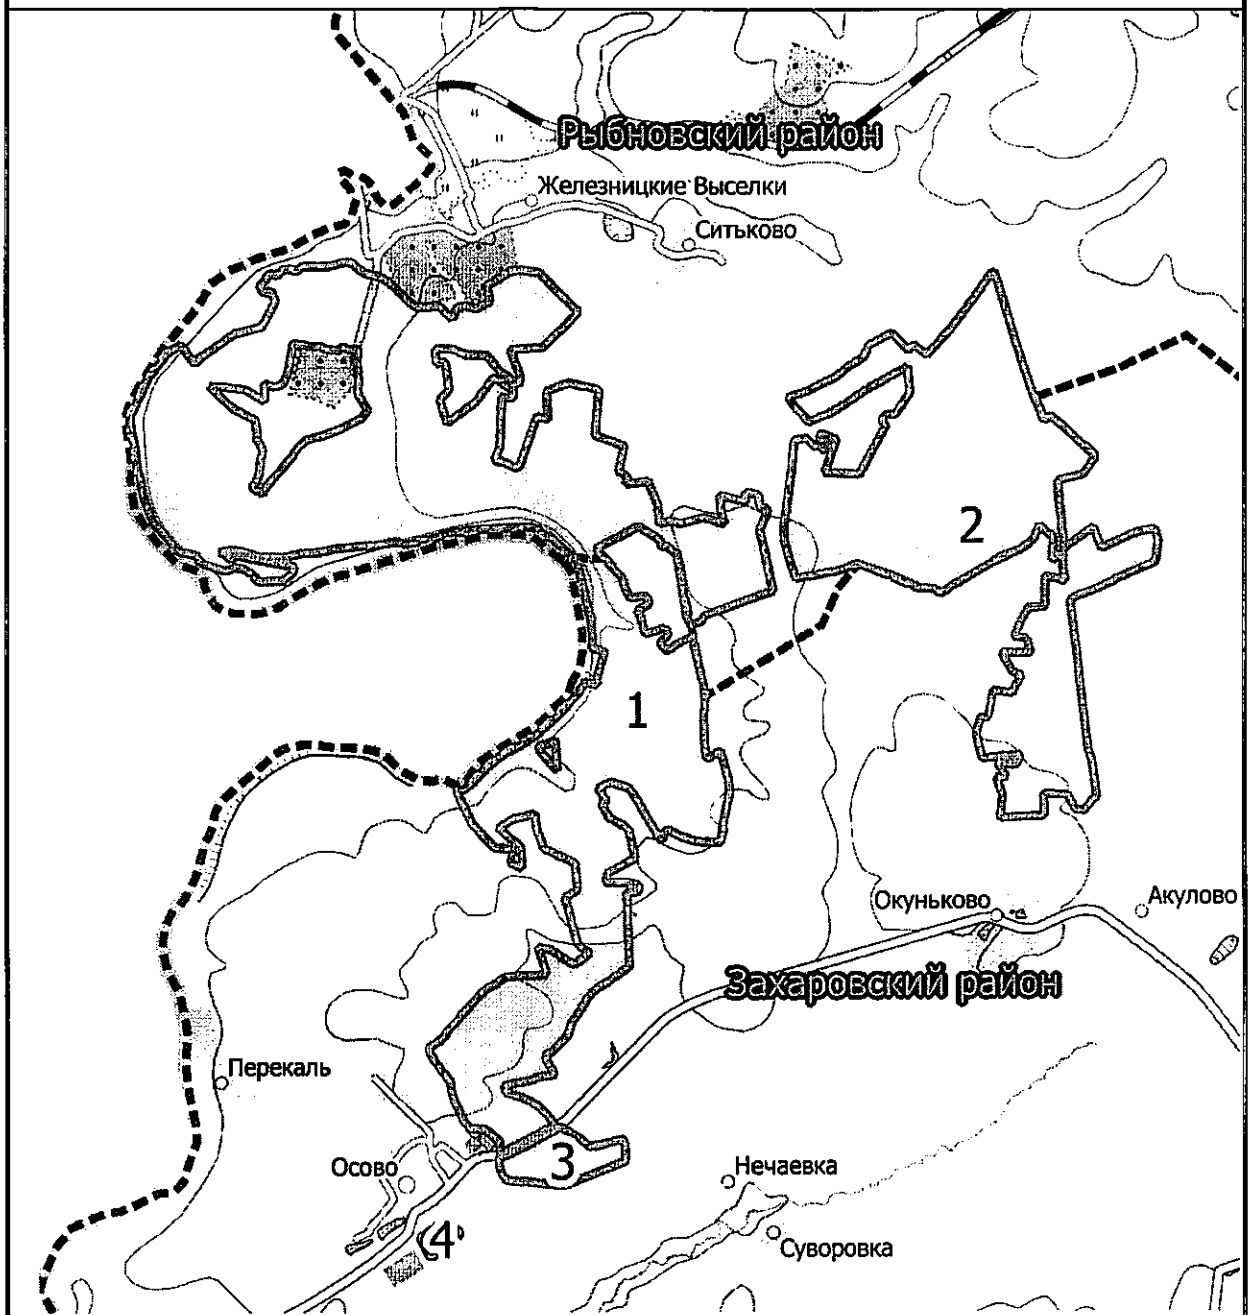 Рыбновский район
Железницкие Выселки
Ситьково
2
1
Окуньково
Акулово
Захаровский район
Перекаль
Осово
3
Нечаевка
4
Суворовка